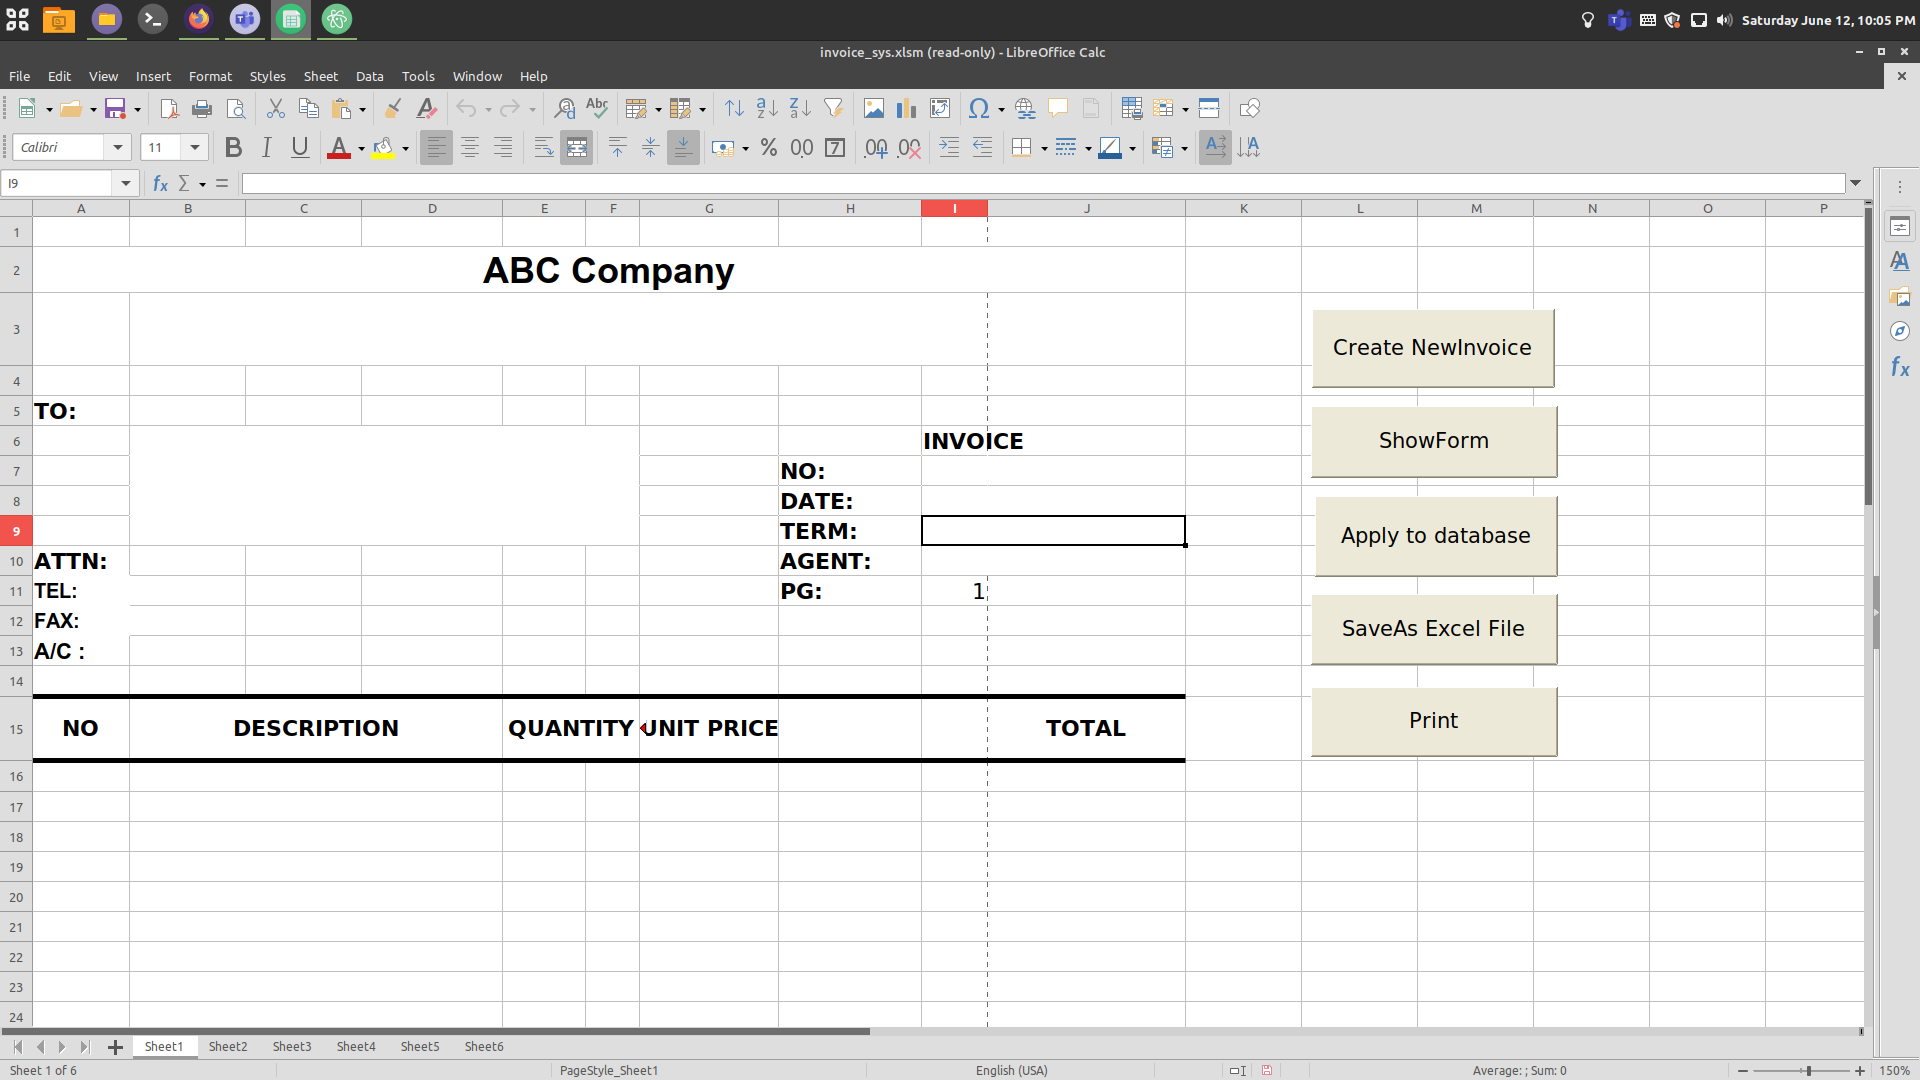 Saturday June 12, 10:05 PM
invoice_sys.xlsm (read-only) - LibreOffice Calc
File Edit View Insert Format Styles Sheet Data Tools Window Help
Calibri 11
I9
A B C D E F G H I J K L M N O P
1
2 ABC Company
3 Create NewInvoice
4
5 TO:
6 INVOICE ShowForm
7 NO:
8 DATE:
9 TERM: Apply to database
10 ATTN: AGENT:
11 TEL: PG: 1
12 FAX: SaveAs Excel File
13 A/C :
14
15 NO DESCRIPTION QUANTITY UNIT PRICE TOTAL Print
16
17
18
19
20
21
22
23
24
Sheet1 Sheet2 Sheet3 Sheet4 Sheet5 Sheet6
Sheet 1 of 6 PageStyle_Sheet1 English (USA) Average: ; Sum: 0 150%